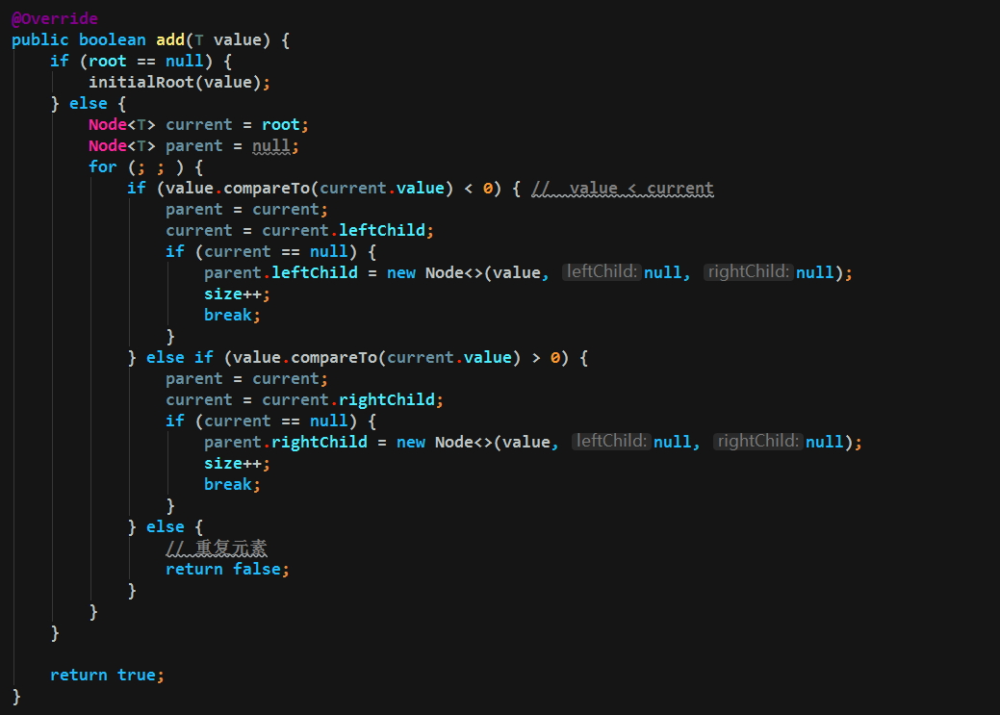 @Override
public boolean add(T value) {
    if (root == null) {
        initialRoot(value);
    } else {
        Node<T> current = root;
        Node<T> parent = null;
        for (; ; ) {
            if (value.compareTo(current.value) < 0) { //  value < current
                parent = current;
                current = current.leftChild;
                if (current == null) {
                    parent.leftChild = new Node<>(value, leftChild: null, rightChild: null);
                    size++;
                    break;
                }
            } else if (value.compareTo(current.value) > 0) {
                parent = current;
                current = current.rightChild;
                if (current == null) {
                    parent.rightChild = new Node<>(value, leftChild: null, rightChild: null);
                    size++;
                    break;
                }
            } else {
                // 重复元素
                return false;
            }
        }
    }

    return true;
}